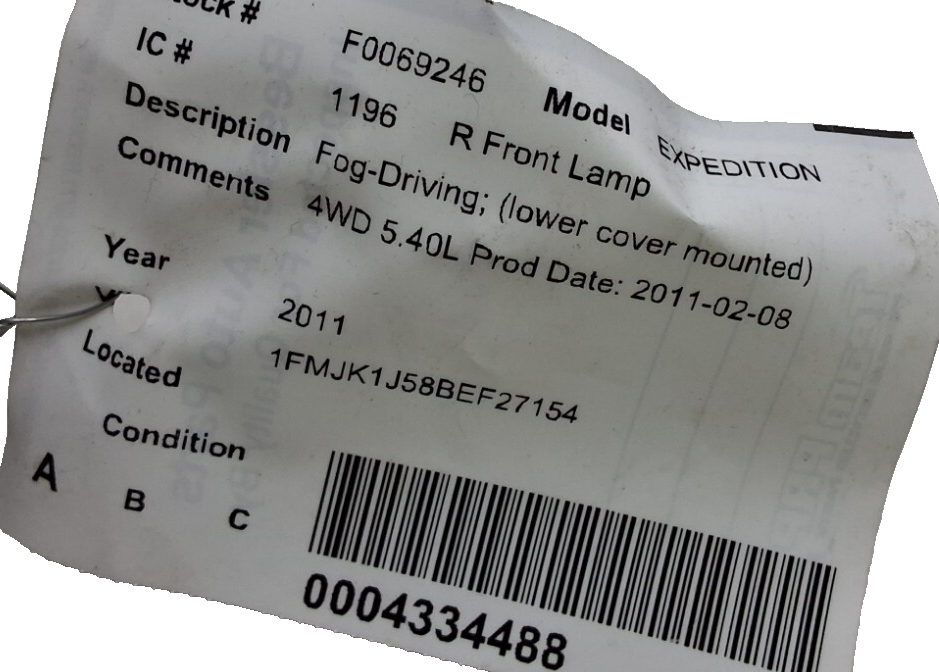 # F0069246 Model EXPEDITION
IC # 1196 R Front Lamp
Description Fog-Driving; (lower cover mounted)
Comments 4WD 5.40L Prod Date: 2011-02-08
Year 2011
1FMJK1J58BEF27154
Located
Condition
A B C
0004334488